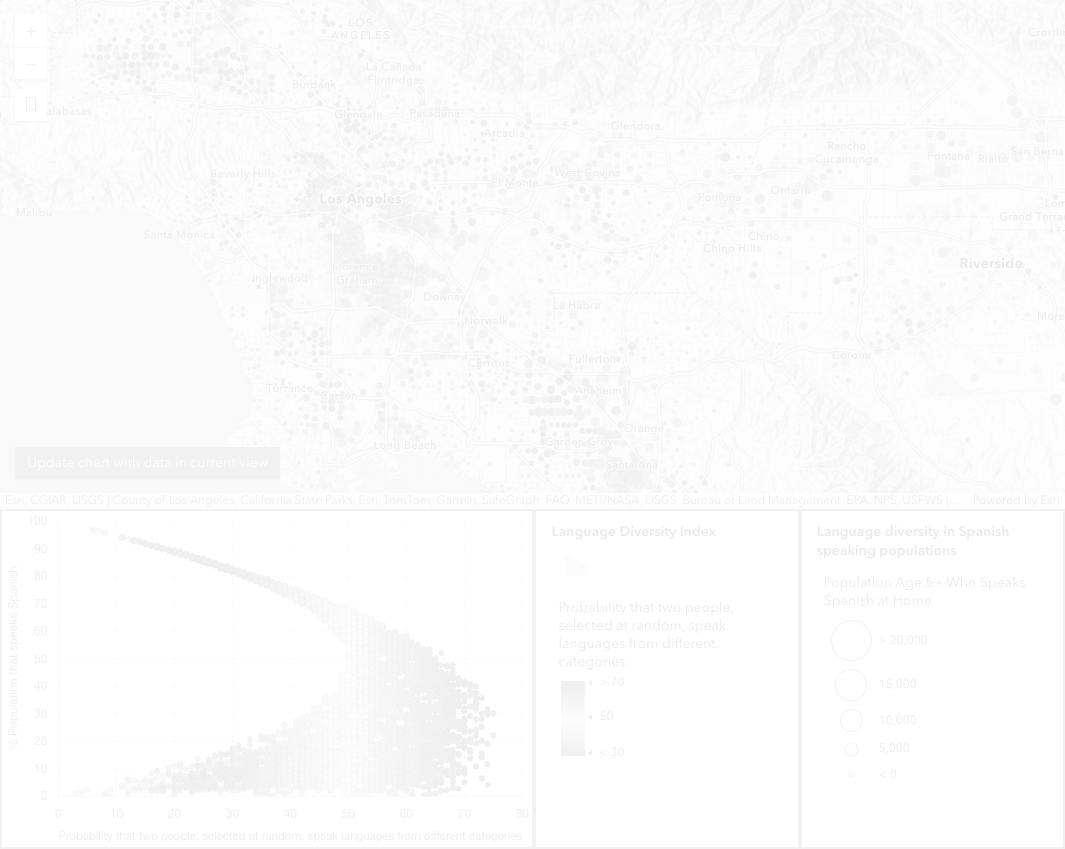 LOS
ANGELES
Crestli
La Cañada
Flintridge
Burbank
alabasas
Glendale
Pasadena
Glendora
Arcadia
Rancho
Cucamonga
Fontana
Rialto
San Berna
Beverly Hills
El Monte
West Covina
Los Angeles
Pomona
Ontario
Malibu
Grand Terrac
Santa Monica
Chino
Chino Hills
Riverside
Inglewood
Florence-
Graham
Downey
La Habra
Norwalk
More
Fullerton
Corona
Cerritos
Torrance
Carson
Anaheim
Orange
Long Beach
Garden Grove
Santa Ana
Update chart with data in current view
Esri, CGIAR, USGS | County of Los Angeles, California State Parks, Esri, TomTom, Garmin, SafeGraph, FAO, METI/NASA, USGS, Bureau of Land Management, EPA, NPS, USFWS |... Powered by Esri
% Population that speaks Spanish
100
90
80
70
60
50
40
30
20
10
0
0 10 20 30 40 50 60 70 80
Probability that two people, selected at random, speak languages from different categories
Language Diversity Index
Probability that two people,
selected at random, speak
languages from different
categories
> 70
50
< 30
Language diversity in Spanish
speaking populations
Population Age 5+ Who Speaks
Spanish at Home
> 20,000
15,000
10,000
5,000
< 0